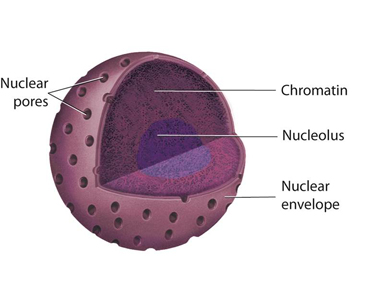 Nuclear
pores
Chromatin
Nucleolus
Nuclear
envelope